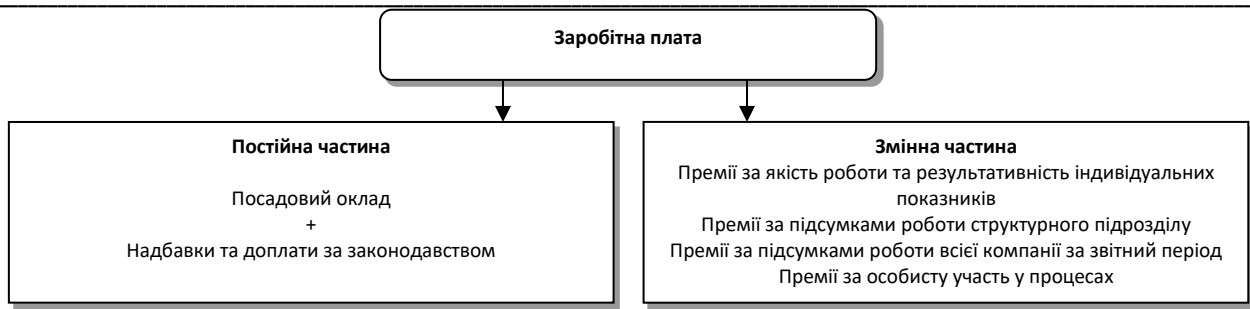 Заробітна плата
Постійна частина
Посадовий оклад
+
Надбавки та доплати за законодавством
Змінна частина
Премії за якість роботи та результативність індивідуальних
показників
Премії за підсумками роботи структурного підрозділу
Премії за підсумками роботи всієї компанії за звітний період
Премії за особисту участь у процесах